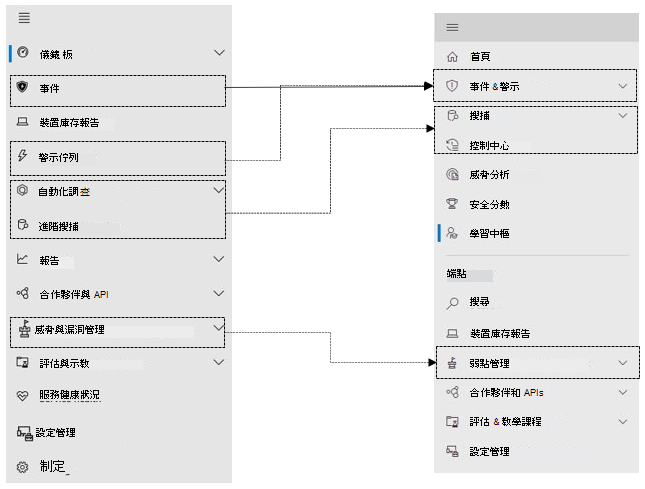 儀錶板
事件
裝置庫存報告
警示佇列
自動化調查
進階搜捕
報告
合作夥伴與 API
威脅與漏洞管理
評估與示教
服務健康狀況
設定管理
制定
首頁
事件 & 警示
搜捕
控制中心
威脅分析
安全分數
學習中樞
端點
搜尋
裝置庫存報告
弱點管理
合作夥伴和 APIs
評估 & 教學課程
設定管理